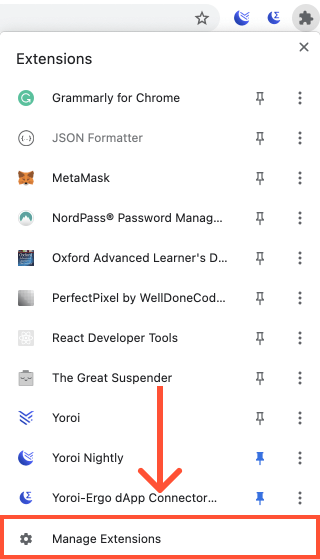 Extensions
Grammarly for Chrome
JSON Formatter
MetaMask
NordPass® Password Manag...
Oxford Advanced Learner's D...
PerfectPixel by WellDoneCod...
React Developer Tools
The Great Suspender
Yoroi
Yoroi Nightly
Yoroi-Ergo dApp Connector...
Manage Extensions